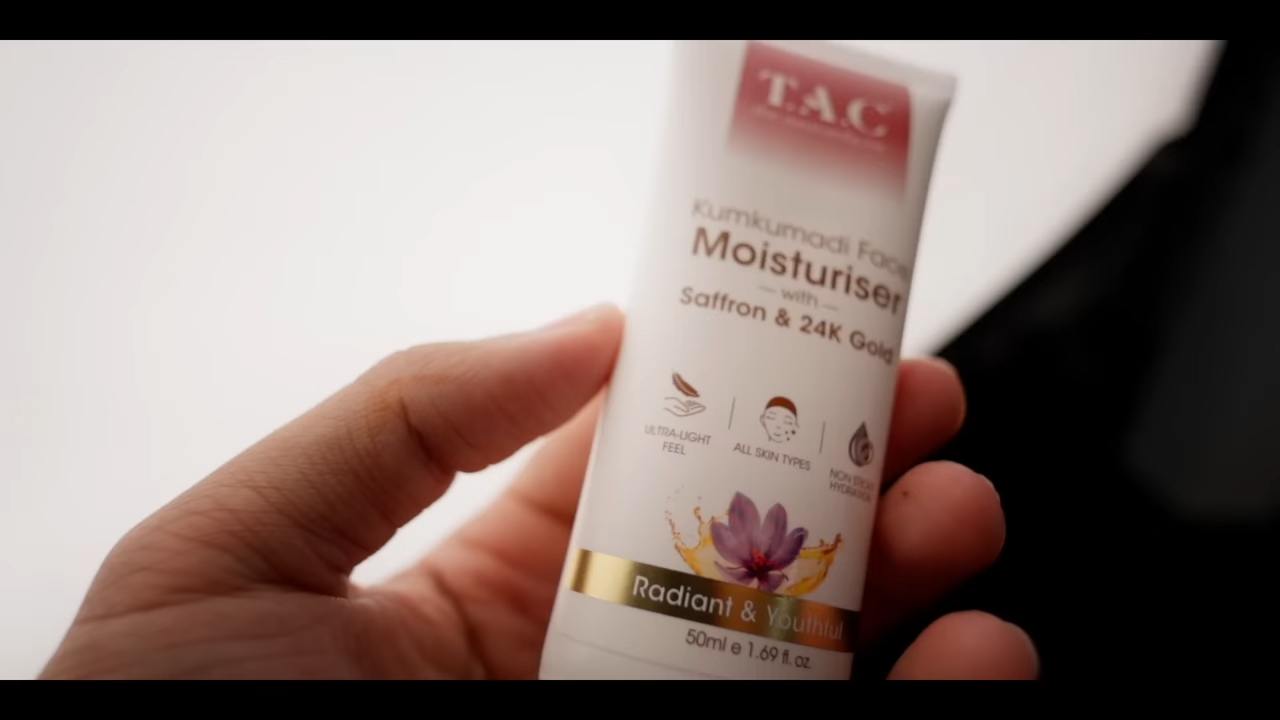 T.A.C
Kumkumadi Face
Moisturiser
— with —
Saffron & 24K Gold
ULTRA-LIGHT
FEEL
ALL SKIN TYPES
NON STICKY
HYDRATION
Radiant & Youthful
50ml e 1.69 fl. oz.